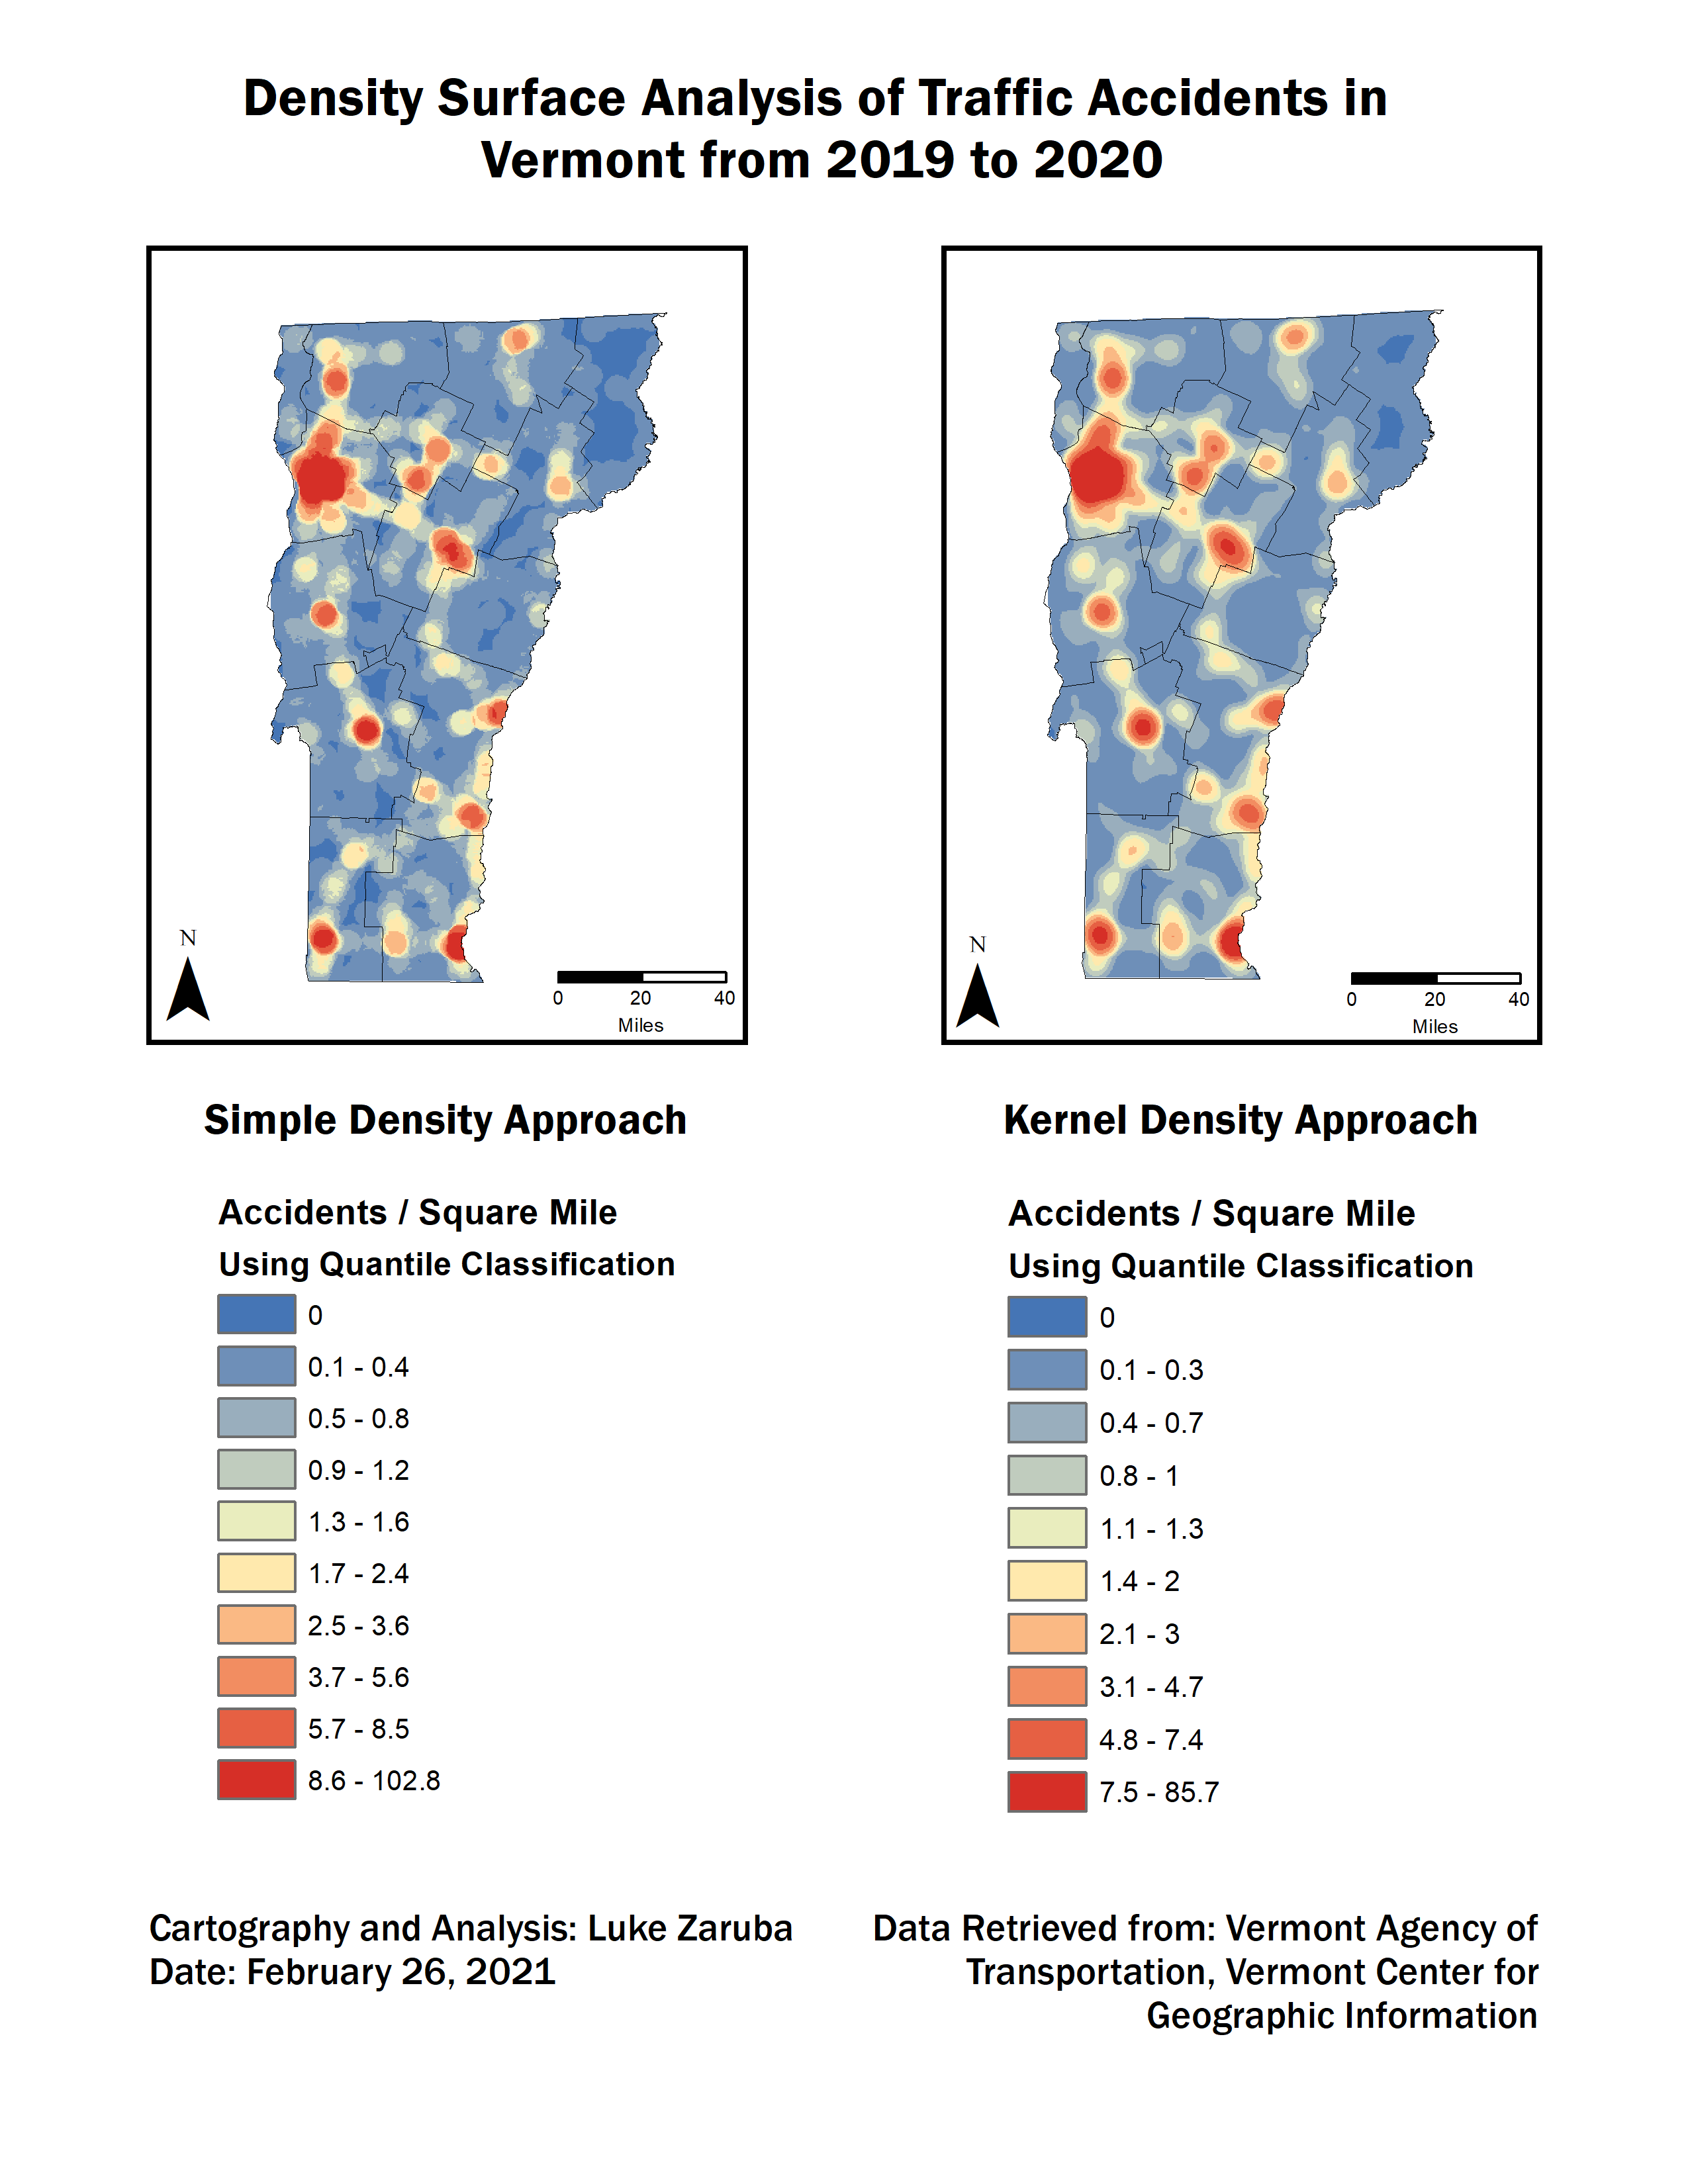 Density Surface Analysis of Traffic Accidents in
Vermont from 2019 to 2020
N
0 20 40
Miles
N
0 20 40
Miles
Simple Density Approach
Accidents / Square Mile
Using Quantile Classification
0
0.1 - 0.4
0.5 - 0.8
0.9 - 1.2
1.3 - 1.6
1.7 - 2.4
2.5 - 3.6
3.7 - 5.6
5.7 - 8.5
8.6 - 102.8
Kernel Density Approach
Accidents / Square Mile
Using Quantile Classification
0
0.1 - 0.3
0.4 - 0.7
0.8 - 1
1.1 - 1.3
1.4 - 2
2.1 - 3
3.1 - 4.7
4.8 - 7.4
7.5 - 85.7
Cartography and Analysis: Luke Zaruba
Date: February 26, 2021
Data Retrieved from: Vermont Agency of
Transportation, Vermont Center for
Geographic Information